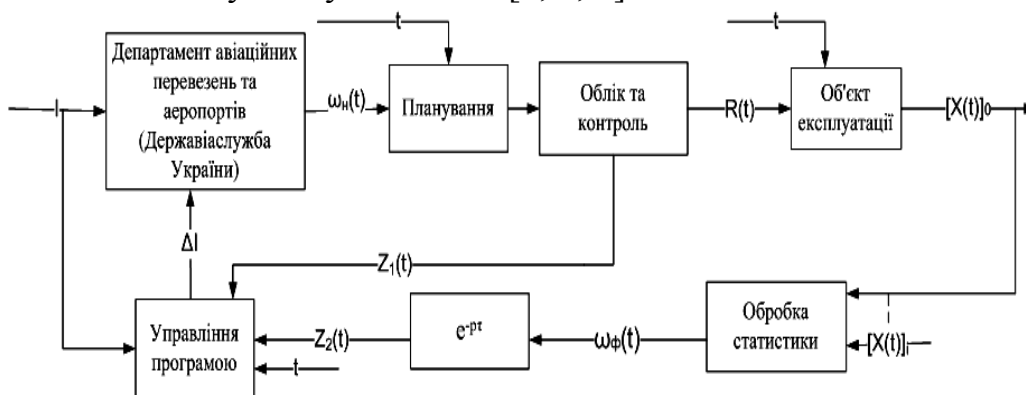 t
t
Департамент авіаційних
перевезень та
аеропортів
(Державіаслужба
України)
I
ωн(t)
Планування
Облік та
контроль
R(t)
Об'єкт
експлуатації
[X(t)]₀
ΔI
Z₁(t)
Управління
програмою
Z₂(t)
t
e⁻ᵖᵗ
ωф(t)
Обробка
статистики
[X(t)]ᵢ